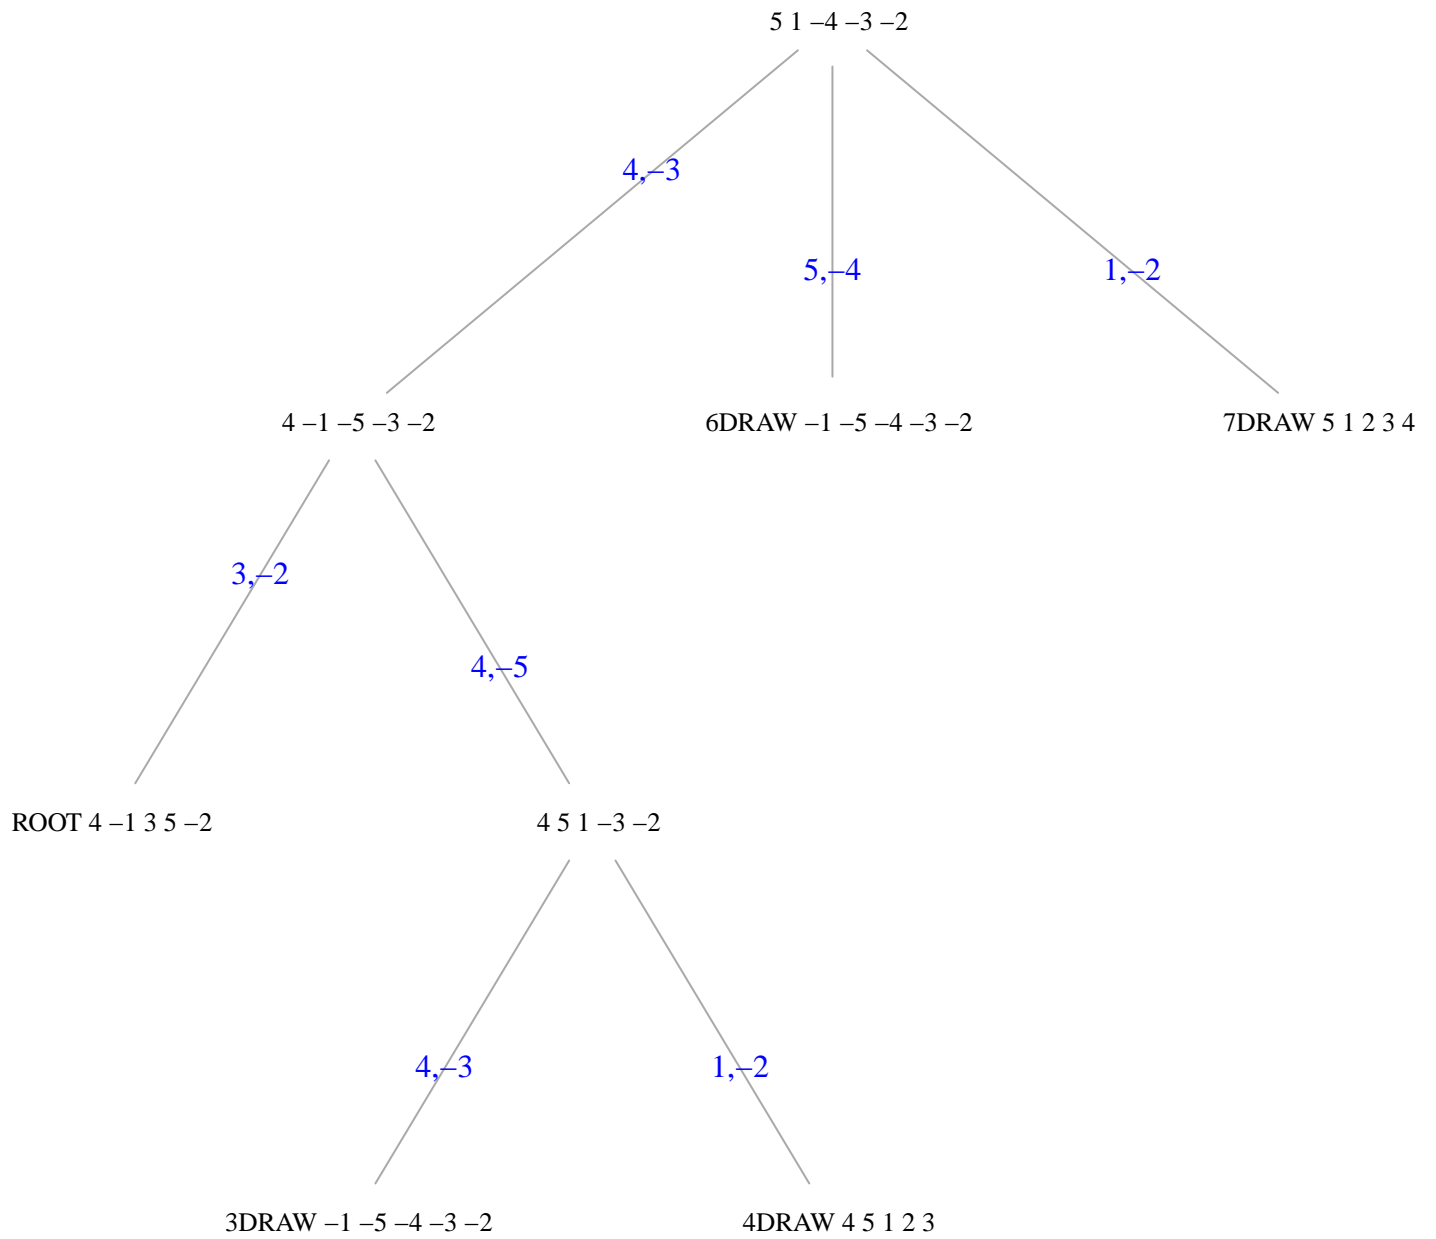 5 1 –4 –3 –2
4,–3
5,–4
1,–2
4 –1 –5 –3 –2
6DRAW –1 –5 –4 –3 –2
7DRAW 5 1 2 3 4
3,–2
4,–5
ROOT 4 –1 3 5 –2
4 5 1 –3 –2
4,–3
1,–2
3DRAW –1 –5 –4 –3 –2
4DRAW 4 5 1 2 3